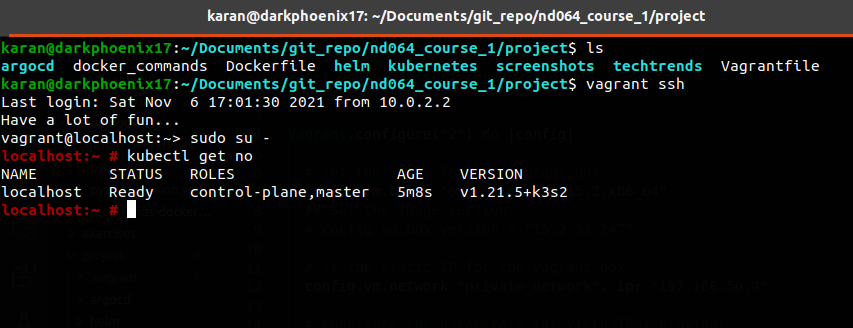 karan@darkphoenix17: ~/Documents/git_repo/nd064_course_1/project
karan@darkphoenix17:~/Documents/git_repo/nd064_course_1/project$ ls
argocd  docker_commands  Dockerfile  helm  kubernetes  screenshots  techtrends  Vagrantfile
karan@darkphoenix17:~/Documents/git_repo/nd064_course_1/project$ vagrant ssh
Last login: Sat Nov  6 17:01:30 2021 from 10.0.2.2
Have a lot of fun...
vagrant@localhost:~> sudo su -
localhost:~ # kubectl get no
NAME        STATUS   ROLES                  AGE    VERSION
localhost   Ready    control-plane,master   5m8s   v1.21.5+k3s2
localhost:~ #